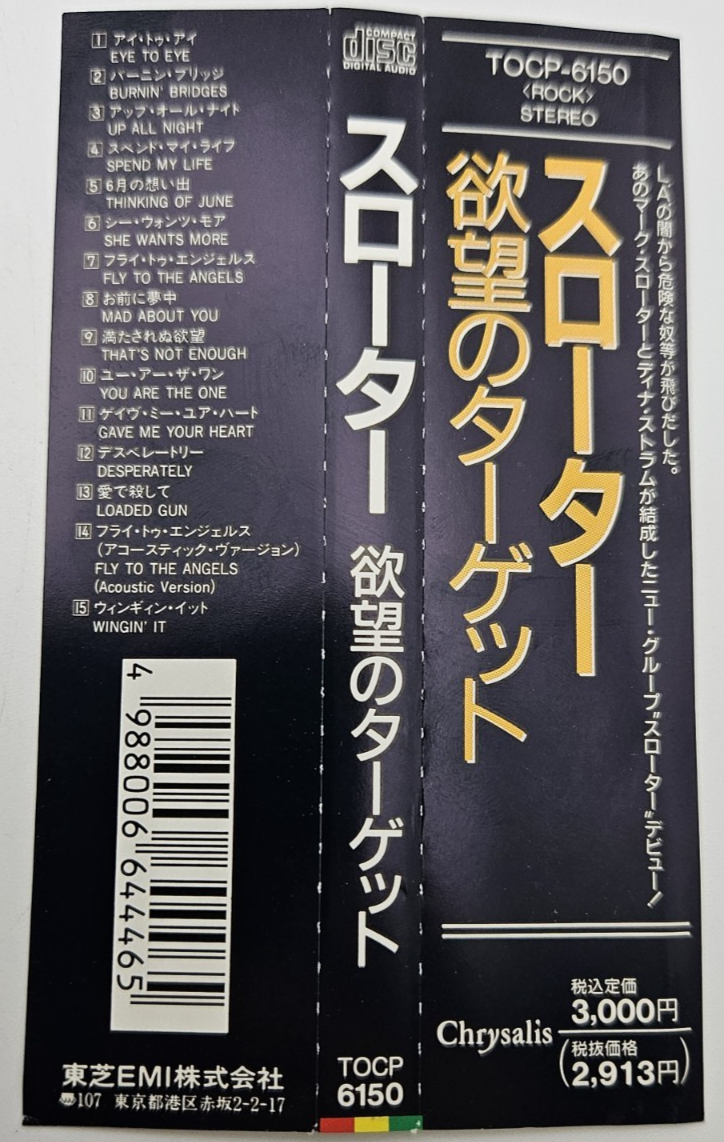 1 アイ・トゥ・アイ
EYE TO EYE
2 バーニン・ブリッジ
BURNIN' BRIDGES
3 アップ・オール・ナイト
UP ALL NIGHT
4 スペンド・マイ・ライフ
SPEND MY LIFE
5 6月の想い出
THINKING OF JUNE
6 シー・ウォンツ・モア
SHE WANTS MORE
7 フライ・トゥ・エンジェルス
FLY TO THE ANGELS
8 お前に夢中
MAD ABOUT YOU
9 満たされぬ欲望
THAT'S NOT ENOUGH
10 ユー・アー・ザ・ワン
YOU ARE THE ONE
11 ゲイヴ・ミー・ユア・ハート
GAVE ME YOUR HEART
12 デスペレートリー
DESPERATELY
13 愛で殺して
LOADED GUN
14 フライ・トゥ・エンジェルス
(アコースティック・ヴァージョン)
FLY TO THE ANGELS
(Acoustic Version)
15 ウィンギィン・イット
WINGIN' IT
4 988006 644465
東芝EMI株式会社
107 東京都港区赤坂2-2-17
COMPACT
disc
DIGITAL AUDIO
スローター 欲望のターゲット
TOCP
6150
TOCP-6150
<ROCK>
STEREO
L.A.の闇から危険な奴等が飛びだした。
あのマーク・スローターとディナ・ストラムが結成したニュー・グループ"スローター"デビュー!
スローター
欲望のターゲット
Chrysalis
税込定価
3,000円
(税抜価格
2,913円)